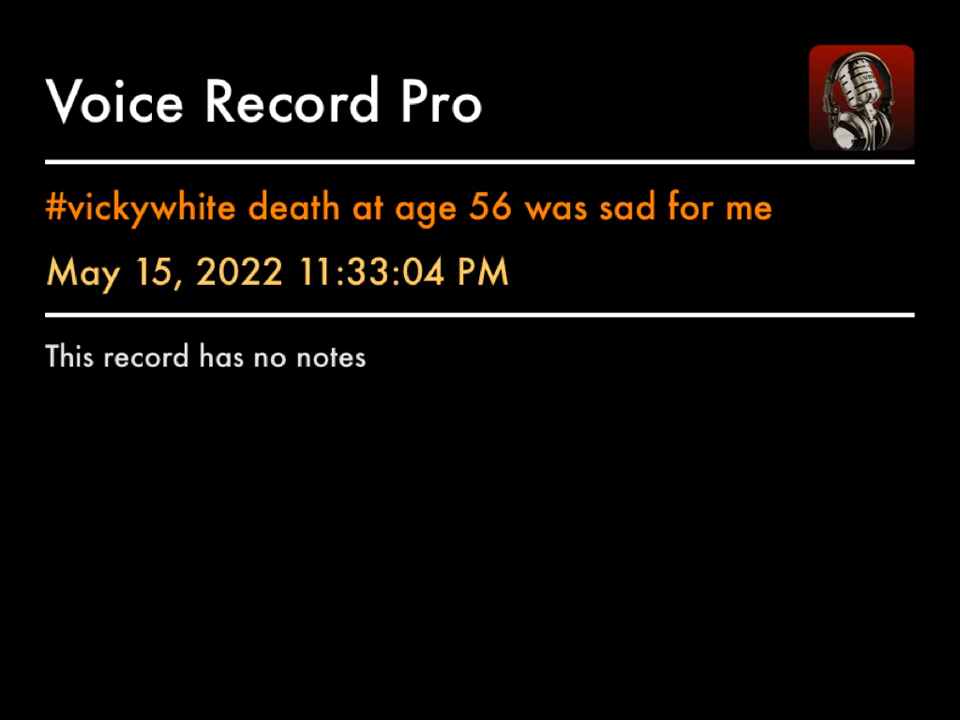 Voice Record Pro
#vickywhite death at age 56 was sad for me
May 15, 2022 11:33:04 PM
This record has no notes